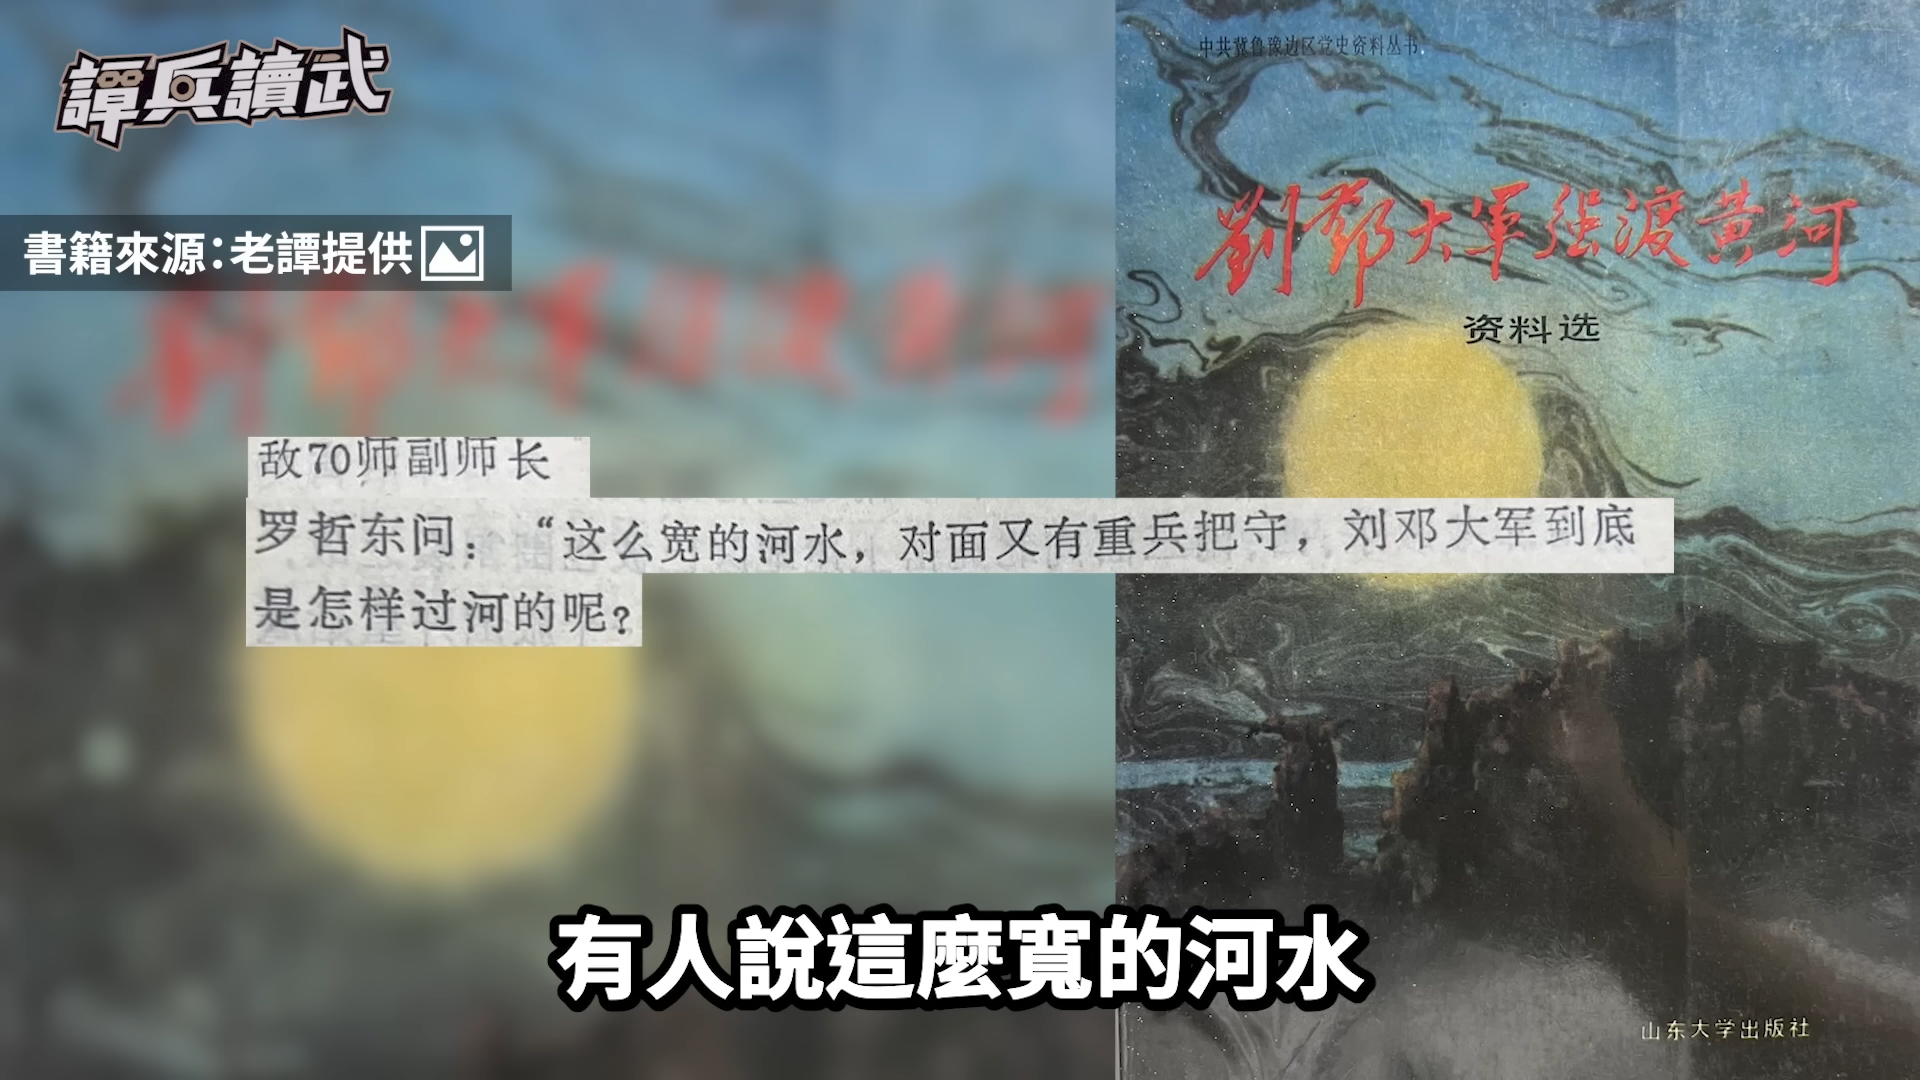 譚兵讀武
書籍來源：老譚提供
中共冀鲁豫边区党史资料丛书
劉鄧大軍强渡黄河
资料选
敌70师副师长
罗哲东问：“这么宽的河水，对面又有重兵把守，刘邓大军到底
是怎样过河的呢？
有人說這麼寬的河水
山东大学出版社